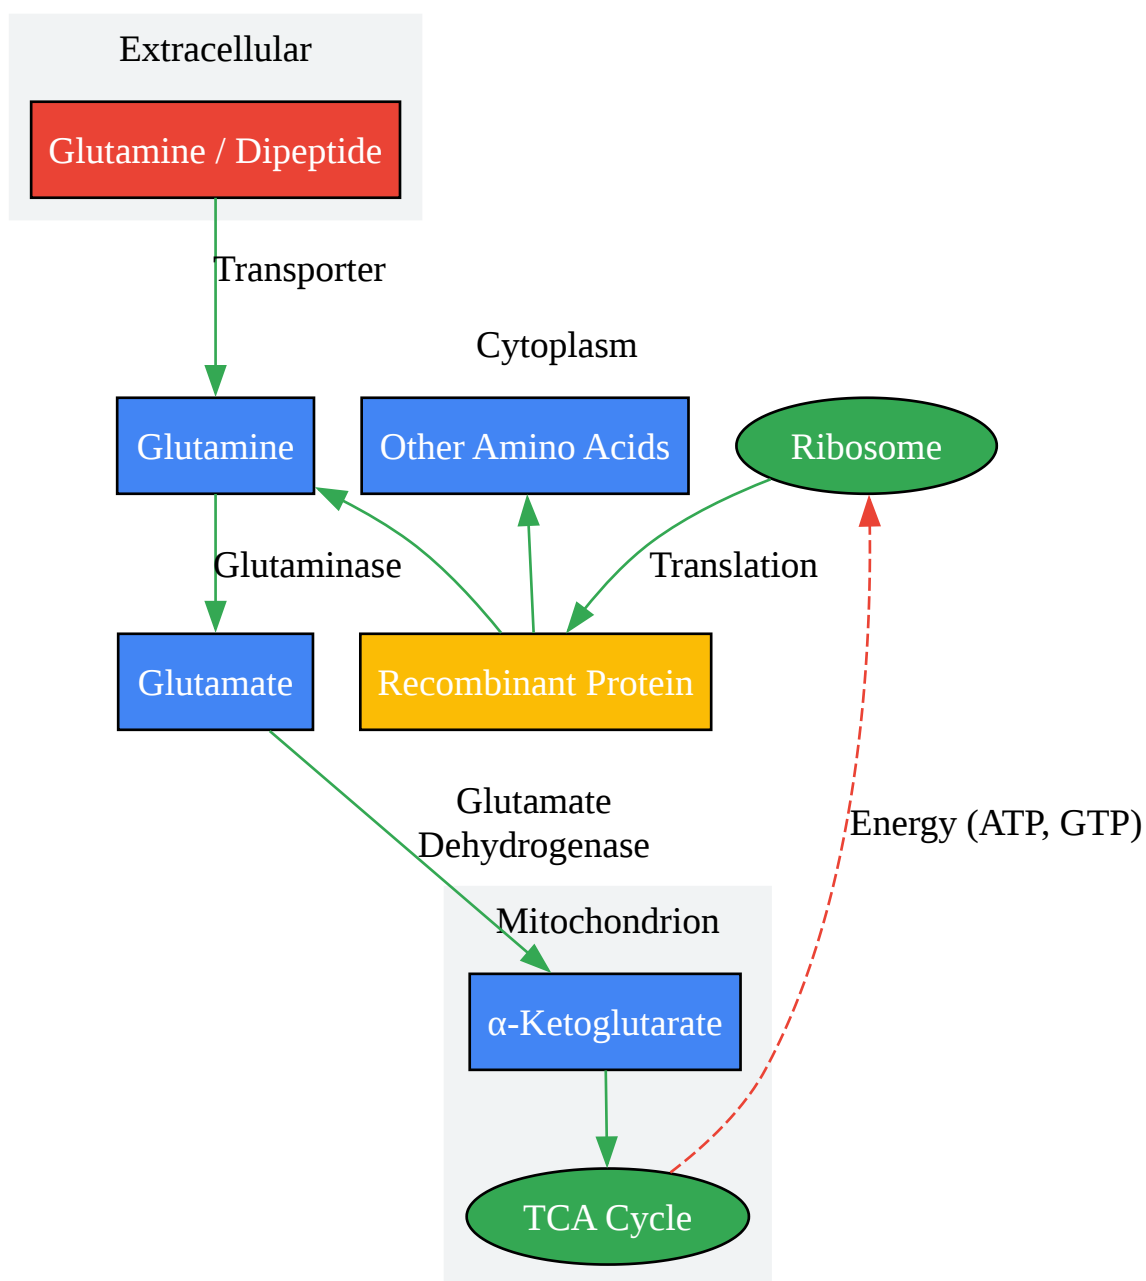 Extracellular
Glutamine / Dipeptide
Transporter
Cytoplasm
Glutamine
Other Amino Acids
Ribosome
Glutaminase
Translation
Glutamate
Recombinant Protein
Glutamate
Dehydrogenase
Energy (ATP, GTP)
Mitochondrion
α-Ketoglutarate
TCA Cycle